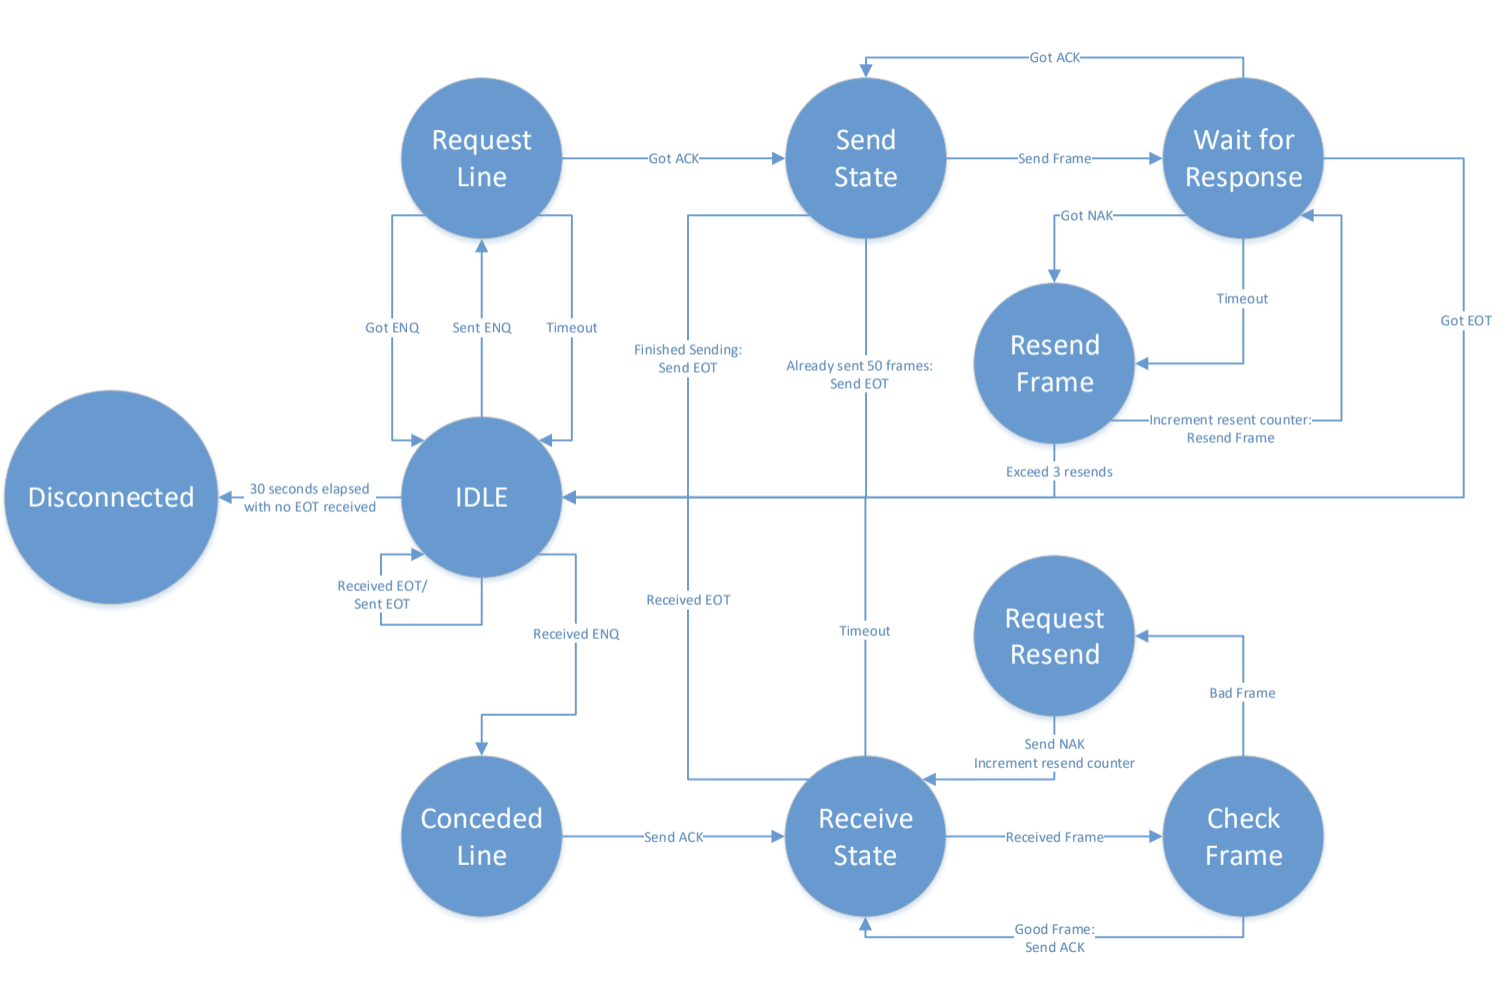 Got ACK
Request
Line
Got ACK
Send
State
Send Frame
Wait for
Response
Got NAK
Timeout
Got EOT
Got ENQ
Sent ENQ
Timeout
Finished Sending:
Send EOT
Already sent 50 frames:
Send EOT
Resend
Frame
Increment resent counter:
Resend Frame
Exceed 3 resends
Disconnected
30 seconds elapsed
with no EOT received
IDLE
Received EOT/
Sent EOT
Received ENQ
Received EOT
Timeout
Request
Resend
Bad Frame
Send NAK
Increment resend counter
Conceded
Line
Send ACK
Receive
State
Received Frame
Check
Frame
Good Frame:
Send ACK